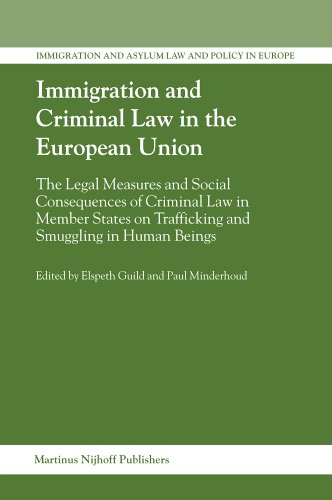 IMMIGRATION AND ASYLUM LAW AND POLICY IN EUROPE
Immigration and
Criminal Law in the
European Union
The Legal Measures and Social
Consequences of Criminal Law in
Member States on Trafficking and
Smuggling in Human Beings
Edited by Elspeth Guild and Paul Minderhoud
Martinus Nijhoff Publishers